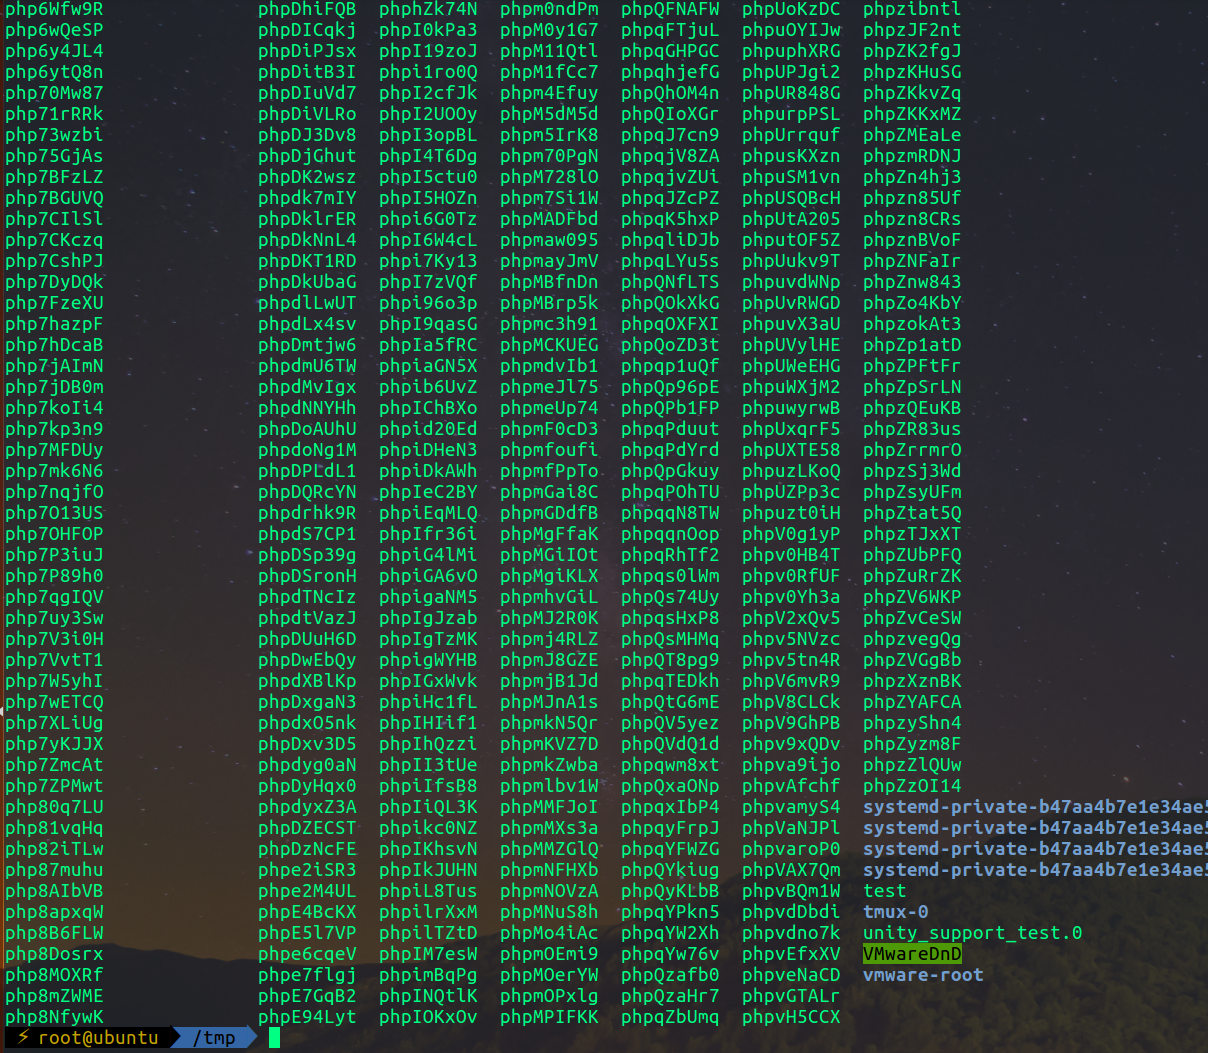 php6Wfw9R phpDhiFQB phphZk74N phpm0ndPm phpQFNAFW phpUoKzDC phpzibntl
php6wQeSP phpDICqkj phpI0kPa3 phpM0y1G7 phpqFTjuL phpuOYIJw phpzJF2nt
php6y4JL4 phpDiPJsx phpI19zoJ phpM11Qtl phpqGHPGC phpuphXRG phpZK2fgJ
php6ytQ8n phpDitB3I phpi1ro0Q phpM1fCc7 phpqhjefG phpUPJgi2 phpzKHuSG
php70Mw87 phpDIuVd7 phpI2cfJk phpm4Efuy phpQhOM4n phpUR848G phpZKkvZq
php71rRRk phpDiVLRo phpI2UOOy phpM5dM5d phpQIoXGr phpurpPSL phpZKKxMZ
php73wzbi phpDJ3Dv8 phpI3opBL phpm5IrK8 phpqJ7cn9 phpUrrquf phpZMEaLe
php75GjAs phpDjGhut phpI4T6Dg phpm70PgN phpqjV8ZA phpusKXzn phpzmRDNJ
php7BFzLZ phpDK2wsz phpI5ctu0 phpM728lO phpqjvZUi phpuSM1vn phpZn4hj3
php7BGUVQ phpdk7mIY phpI5HOZn phpm7Si1W phpqJZcPZ phpUSQBcH phpzn85Uf
php7CIlSl phpDklrER phpi6G0Tz phpMADFbd phpqK5hxP phpUtA205 phpzn8CRs
php7CKczq phpDkNnL4 phpI6W4cL phpmaw095 phpqliDJb phputOF5Z phpznBVoF
php7CshPJ phpDKT1RD phpi7Ky13 phpmayJmV phpqLYu5s phpUukv9T phpZNFaIr
php7DyDQk phpDkUbaG phpI7zVQf phpMBfnDn phpQNfLTS phpuvdWNp phpZnw843
php7FzeXU phpdlLwUT phpi96o3p phpMBrp5k phpQOkXkG phpUvRWGD phpZo4KbY
php7hazpF phpdLx4sv phpI9qasG phpmc3h91 phpqOXFXI phpuvX3aU phpzokAt3
php7hDcaB phpDmtjw6 phpIa5fRC phpMCKUEG phpQoZD3t phpUVylHE phpZp1atD
php7jAImN phpdmU6TW phpiaGN5X phpmdvIb1 phpqp1uQf phpUWeEHG phpZPFtFr
php7jDB0m phpdMvIgx phpib6UvZ phpmeJl75 phpQp96pE phpuWXjM2 phpZpSrLN
php7koIi4 phpdNNYHh phpIChBXo phpmeUp74 phpQPb1FP phpuwyrwB phpZQEuKB
php7kp3n9 phpDoAUhU phpid20Ed phpmF0cD3 phpqPduut phpUxqrF5 phpZR83us
php7MFDUy phpdoNg1M phpiDHeN3 phpmfoufi phpqPdYrd phpUXTE58 phpZrrmrO
php7mk6N6 phpDPLdL1 phpiDkAWh phpmfPpTo phpQpGkuy phpuzLKoQ phpzSj3Wd
php7nqjfO phpDQRcYN phpIeC2BY phpmGai8C phpqPOhTU phpUZPp3c phpZsyUFm
php7O13US phpdrhk9R phpiEqMLQ phpmGDdfB phpqqN8TW phpuzt0iH phpZtat5Q
php7OHFOP phpdS7CP1 phpIfr36i phpMgFfaK phpqqnOop phpV0g1yP phpzTJxXT
php7P3iuJ phpDSp39g phpiG4lMi phpMGiIOt phpqRhTf2 phpv0HB4T phpZUbPFQ
php7P89h0 phpDSronH phpiGA6vO phpMgiKLX phpqs0lWm phpv0RfUF phpZuRrZK
php7qgIQV phpdTNcIz phpigaNM5 phpmhvGiL phpQs74Uy phpv0Yh3a phpZV6WKP
php7uy3Sw phpdtVazJ phpIgJzab phpMJ2R0K phpqsHxP8 phpV2xQv5 phpZvCeSW
php7V3i0H phpDUuH6D phpIgTzMK phpmj4RLZ phpQsMHMq phpv5NVzc phpzvegQg
php7VvtT1 phpDwEbQy phpigWYHB phpmJ8GZE phpQT8pg9 phpv5tn4R phpZVGgBb
php7W5yhI phpdXBlKp phpIGxWvk phpmjB1Jd phpqTEDkh phpV6mvR9 phpzXznBK
php7wETCQ phpDxgaN3 phpiHc1fL phpMJnA1s phpQtG6mE phpV8CLCk phpZYAFCA
php7XLiUg phpdxO5nk phpIHIif1 phpmkN5Qr phpQV5yez phpV9GhPB phpzyShn4
php7yKJJX phpDxv3D5 phpIhQzzi phpmKVZ7D phpQVdQ1d phpv9xQDv phpZyzm8F
php7ZmcAt phpdyg0aN phpII3tUe phpmkZwba phpqwm8xt phpva9ijo phpzZlQUw
php7ZPMwt phpDyHqx0 phpiIfsB8 phpmlbv1W phpQxaONp phpvAfchf phpZzOI14
php80q7LU phpdyxZ3A phpIiQL3K phpMMFJoI phpqxIbP4 phpvamyS4 systemd-private-b47aa4b7e1e34ae5
php81vqHq phpDZECST phpikc0NZ phpmMXs3a phpqyFrpJ phpVaNJPl systemd-private-b47aa4b7e1e34ae5
php82iTLw phpDzNcFE phpIKhsvN phpMMZGlQ phpqYFWZG phpvaroP0 systemd-private-b47aa4b7e1e34ae5
php87muhu phpe2iSR3 phpIkJUHN phpmNFHXb phpQYkiug phpVAX7Qm systemd-private-b47aa4b7e1e34ae5
php8AIbVB phpe2M4UL phpiL8Tus phpmNOVzA phpQyKLbB phpvBQm1W test
php8apxqW phpE4BcKX phpilrXxM phpMNuS8h phpqYPkn5 phpvdDbdi tmux-0
php8B6FLW phpE5l7VP phpilTZtD phpMo4iAc phpqYW2Xh phpvdno7k unity_support_test.0
php8Dosrx phpe6cqeV phpIM7esW phpmOEmi9 phpqYw76v phpvEfxXV VMwareDnD
php8MOXRf phpe7flgj phpimBqPg phpMOerYW phpQzafb0 phpveNaCD vmware-root
php8mZWME phpE7GqB2 phpINQtlK phpmOPxlg phpQzaHr7 phpvGTALr
php8NfywK phpE94Lyt phpIOKxOv phpMPIFKK phpqZbUmq phpvH5CCX
⚡ root@ubuntu /tmp